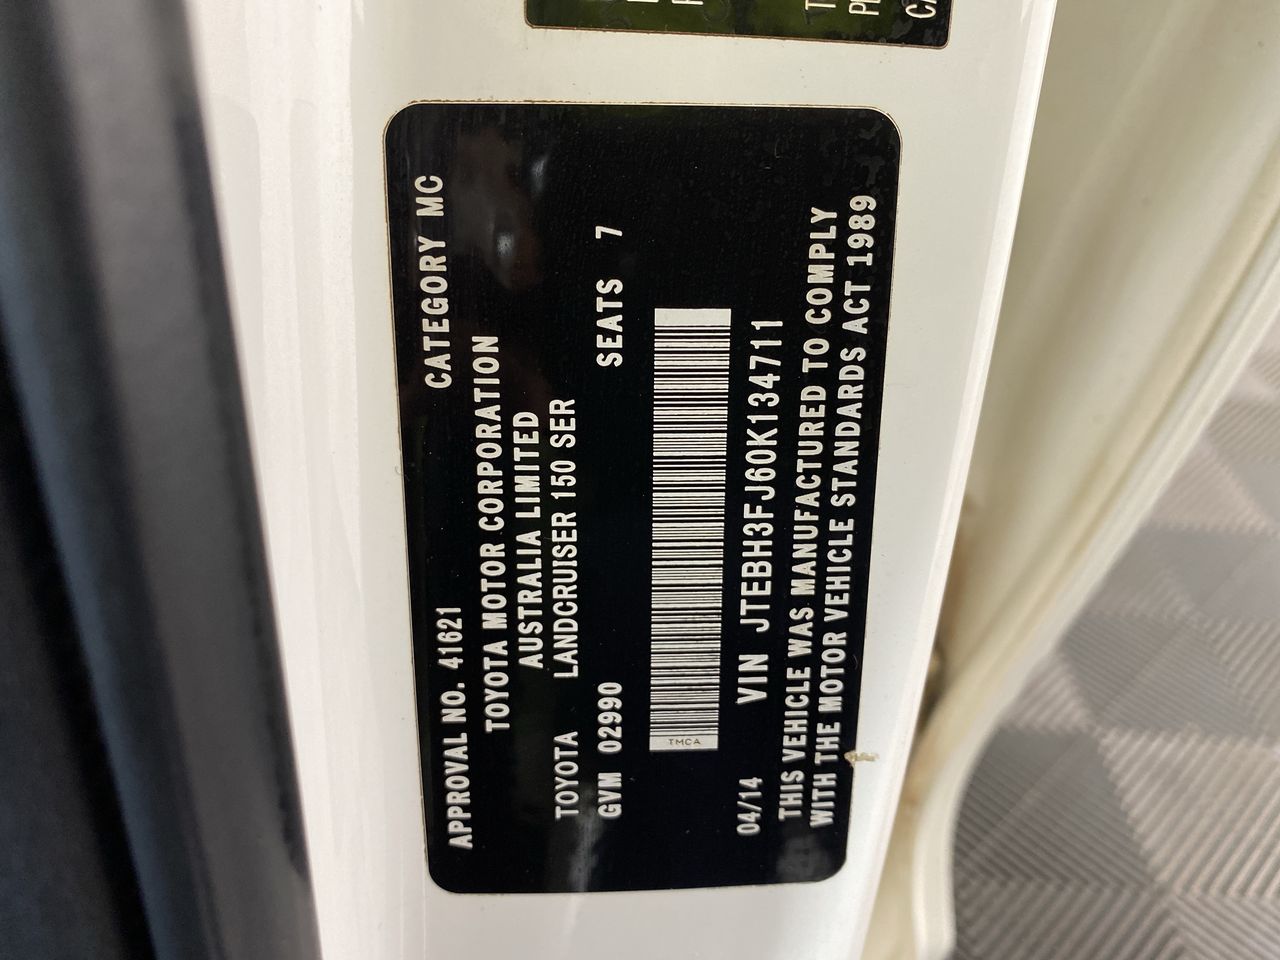 APPROVAL NO. 41621 CATEGORY MC
TOYOTA MOTOR CORPORATION
AUSTRALIA LIMITED
TOYOTA LANDCRUISER 150 SER
GVM 02990 SEATS 7
TMCA
04/14 VIN JTEBH3FJ60K134711
THIS VEHICLE WAS MANUFACTURED TO COMPLY
WITH THE MOTOR VEHICLE STANDARDS ACT 1989